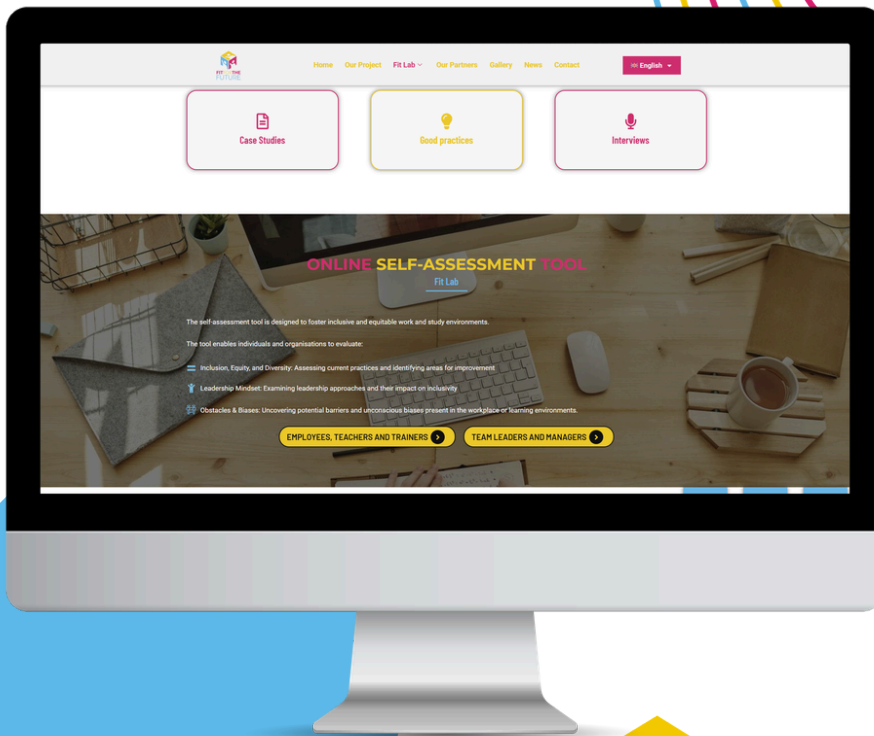 FIT FOR THE
FUTURE
Home Our Project Fit Lab Our Partners Gallery News Contact
English
Case Studies
Good practices
Interviews
ONLINE SELF-ASSESSMENT TOOL
Fit Lab
The self-assessment tool is designed to foster inclusive and equitable work and study environments.
The tool enables individuals and organisations to evaluate:
Inclusion, Equity, and Diversity: Assessing current practices and identifying areas for improvement
Leadership Mindset: Examining leadership approaches and their impact on inclusivity
Obstacles & Biases: Uncovering potential barriers and unconscious biases present in the workplace or learning environments.
EMPLOYEES, TEACHERS AND TRAINERS
TEAM LEADERS AND MANAGERS